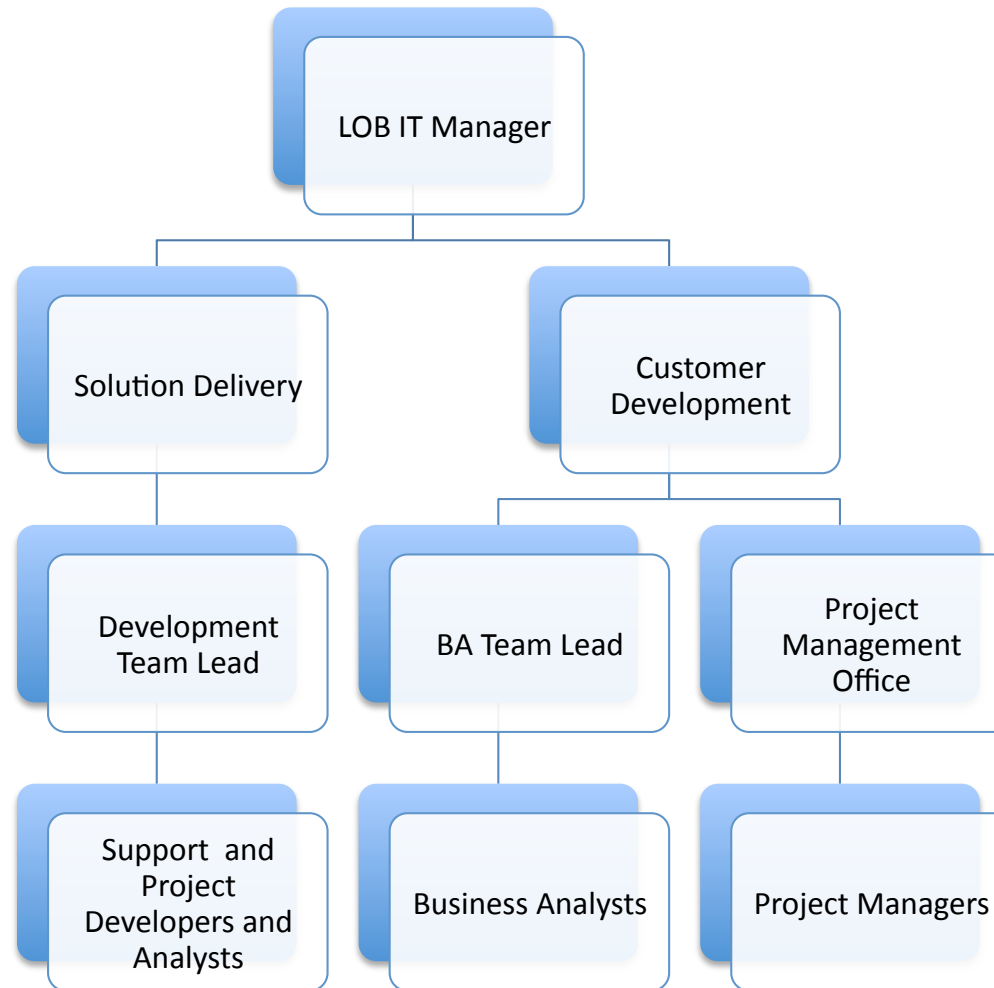 LOB IT Manager
Solution Delivery
Customer
Development
Development
Team Lead
BA Team Lead
Project
Management
Office
Support and
Project
Developers and
Analysts
Business Analysts
Project Managers